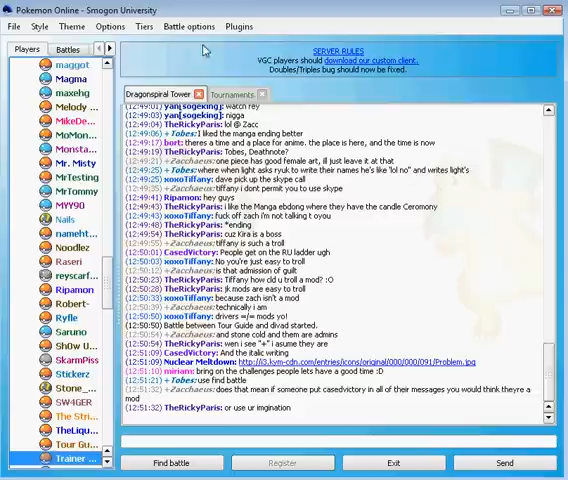 Pokemon Online - Smogon University
File Style Theme Options Tiers Battle options Plugins
Players Battles
SERVER RULES
VGC players should download our custom client.
Doubles/Triples bug should now be fixed.
Dragonspiral Tower Tournaments
maggot
Magma
maxehg
Melody ...
MikeDe...
MoMon...
Monsta...
Mr. Misty
MrTesting
MrTommy
MYY90
Nails
nameht...
Noodlez
Raseri
reyscarf...
Ripamon
Robert-
Ryfle
Saruno
Sh0w U...
SkarmPiss
Stickerz
Stone_...
SW4GER
The Stri...
TheLiqu...
Tour Gu...
Trainer ...
(12:49:01) yan[sogeking]: watch rey
(12:49:03) yan[sogeking]: nigga
(12:49:04) TheRickyParis: lol @ Zacc
(12:49:06) +Tobes: I liked the manga ending better
(12:49:17) bort: theres a time and a place for anime. the place is here, and the time is now
(12:49:19) TheRickyParis: Tobes, Deathnote?
(12:49:21) +Zacchaeus: one piece has good female art, ill just leave it at that
(12:49:25) +Tobes: where when light asks ryuk to write their names he's like 'lol no" and writes light's
(12:49:25) xoxoTiffany: dave pick up the skype call
(12:49:32) +Zacchaeus: tiffany i dont permit you to use skype
(12:49:41) Ripamon: hey guys
(12:49:43) TheRickyParis: i like the Manga ebdong where they have the candle Ceromony
(12:49:45) xoxoTiffany: fuck off zach i'm not talking t oyou
(12:49:48) TheRickyParis: *ending
(12:49:54) TheRickyParis: cuz Kira is a boss
(12:49:55) +Zacchaeus: tiffany is such a troll
(12:50:01) CasedVictory: People get on the RU ladder ugh
(12:50:01) xoxoTiffany: No you're just easy to troll
(12:50:12) +Zacchaeus: is that admission of guilt
(12:50:23) TheRickyParis: Tiffany how cld u troll a mod? :O
(12:50:28) TheRickyParis: jk mods are easy to troll
(12:50:33) xoxoTiffany: because zach isn't a mod
(12:50:34) +Zacchaeus: technically i am
(12:50:45) xoxoTiffany: drivers =/= mods yo!
(12:50:50) Battle between Tour Guide and divad started.
(12:50:50) +Zacchaeus: and stone cold and them are admins
(12:50:54) TheRickyParis: wen i see "+" i asume they are
(12:51:09) CasedVictory: And the italic writing
(12:51:09) Nuclear Meltdown: http://i3.kym-cdn.com/entries/icons/original/000/000/091/Problem.jpg
(12:51:10) miriam: bring on the challenges people lets have a good time :D
(12:51:21) +Tobes: use find battle
(12:51:32) +Zacchaeus: does that mean if someone put casedvictory in all of their messages you would think theyre a
mod
(12:51:32) TheRickyParis: or use ur imgination
Find battle Register Exit Send